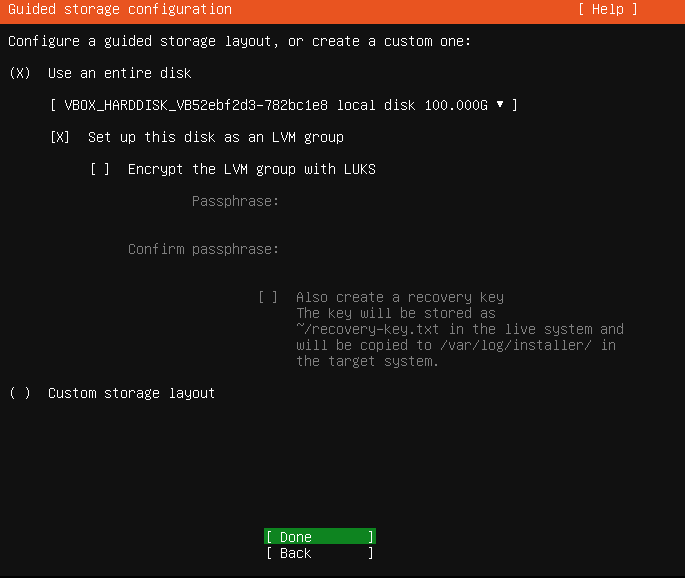 Guided storage configuration [ Help ]
Configure a guided storage layout, or create a custom one:
(X) Use an entire disk
[ VBOX_HARDDISK_VB52ebf2d3-782bc1e8 local disk 100.000G ▾ ]
[X] Set up this disk as an LVM group
[ ] Encrypt the LVM group with LUKS
Passphrase:
Confirm passphrase:
[ ] Also create a recovery key
The key will be stored as
~/recovery-key.txt in the live system and
will be copied to /var/log/installer/ in
the target system.
( ) Custom storage layout
[ Done ]
[ Back ]